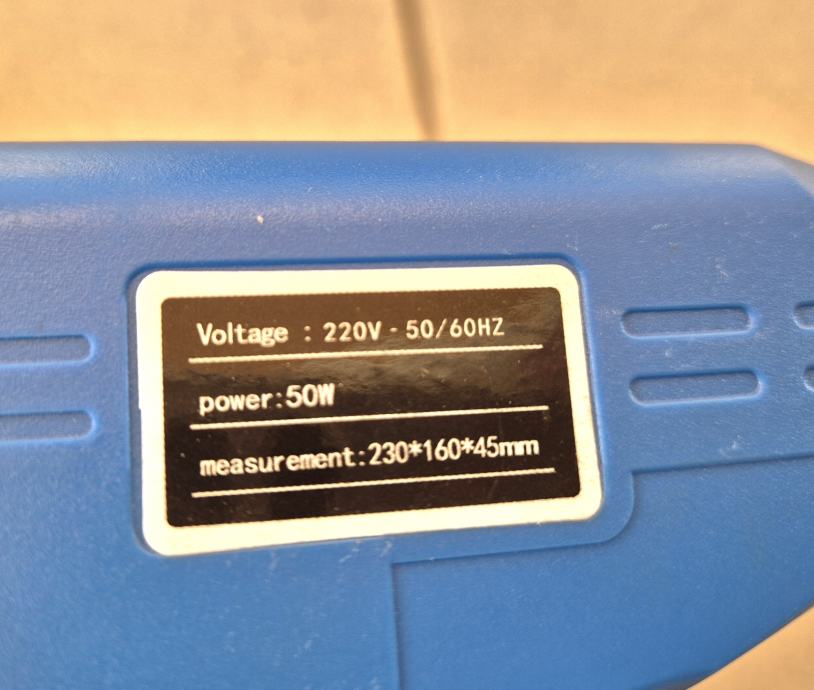 Voltage : 220V - 50/60HZ
power:50W
measurement:230*160*45mm